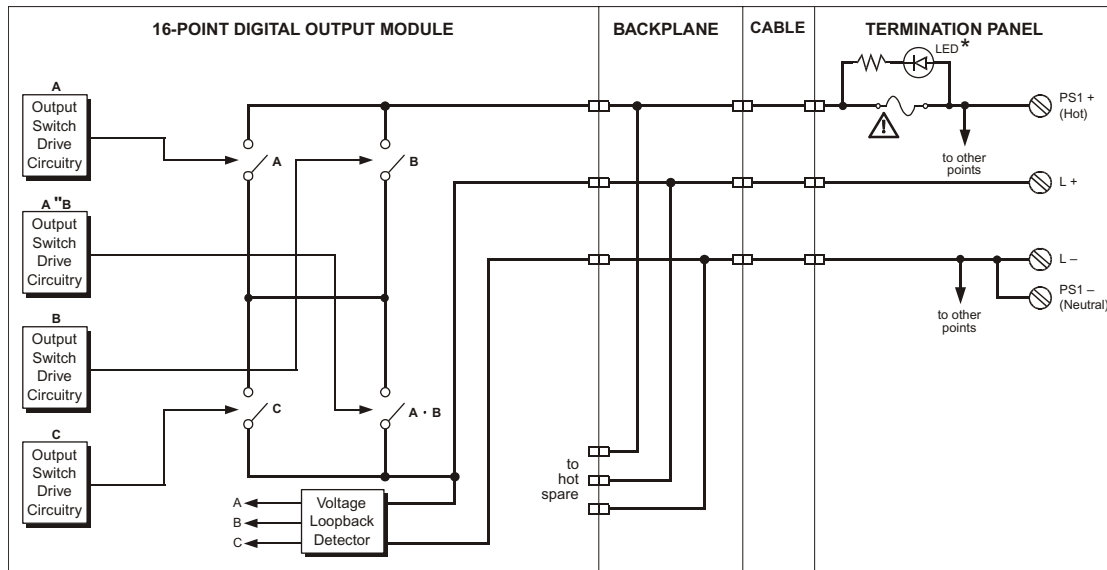 16-POINT DIGITAL OUTPUT MODULE
BACKPLANE
CABLE
TERMINATION PANEL
A
Output
Switch
Drive
Circuitry
A "B
Output
Switch
Drive
Circuitry
B
Output
Switch
Drive
Circuitry
C
Output
Switch
Drive
Circuitry
A
B
C
A · B
A
B
C
Voltage
Loopback
Detector
to
hot
spare
LED *
!
PS1 +
(Hot)
to other
points
L +
L –
PS1 –
(Neutral)
to other
points